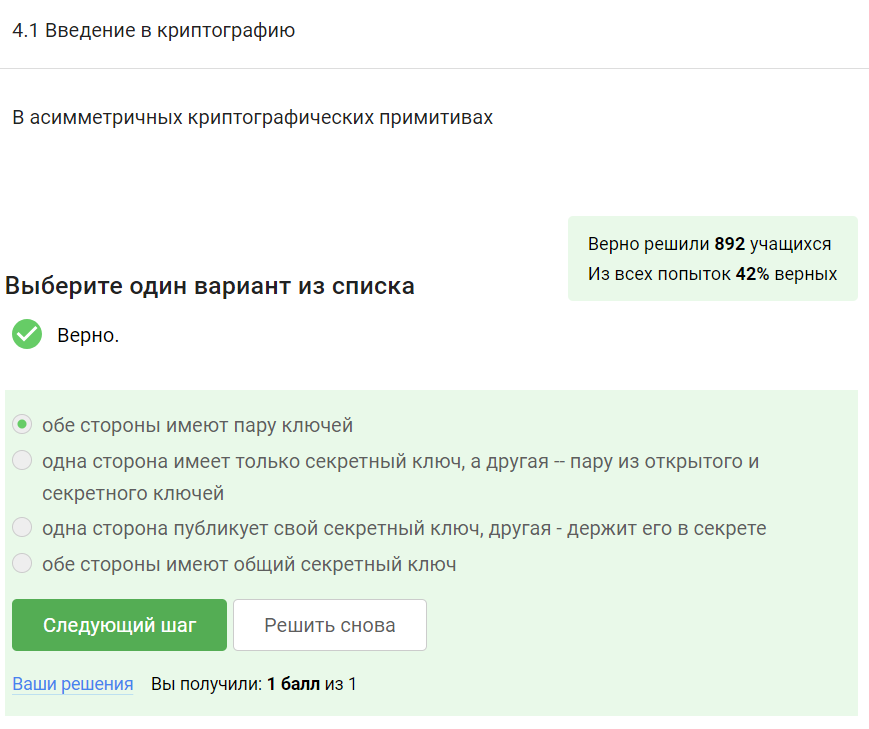 4.1 Введение в криптографию
В асимметричных криптографических примитивах
Верно решили 892 учащихся
Из всех попыток 42% верных
Выберите один вариант из списка
Верно.
обе стороны имеют пару ключей
одна сторона имеет только секретный ключ, а другая -- пару из открытого и
секретного ключей
одна сторона публикует свой секретный ключ, другая - держит его в секрете
обе стороны имеют общий секретный ключ
Следующий шаг
Решить снова
Ваши решения Вы получили: 1 балл из 1